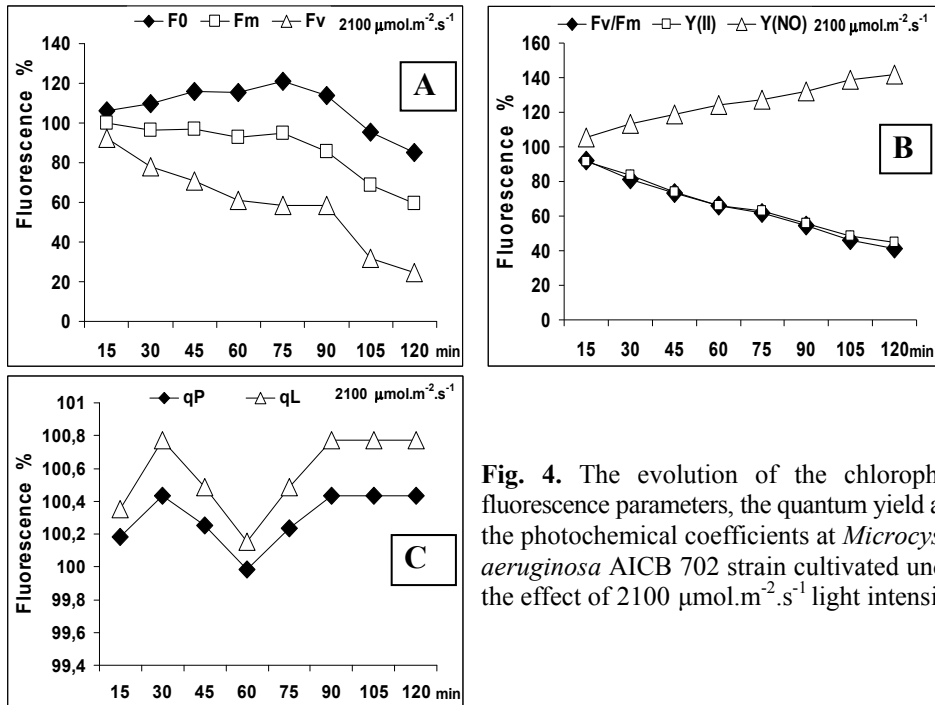 F0 Fm Fv 2100 µmol.m-2.s-1
Fluorescence %
140
120
100
80
60
40
20
0
A
15 30 45 60 75 90 105 120 min
Fv/Fm Y(II) Y(NO) 2100 µmol.m-2.s-1
Fluorescence %
160
140
120
100
80
60
40
20
0
B
15 30 45 60 75 90 105 120min
qP qL 2100 µmol.m-2.s-1
Fluorescence %
101
100,8
100,6
100,4
100,2
100
99,8
99,6
99,4
C
15 30 45 60 75 90 105 120 min
Fig. 4. The evolution of the chloroph
fluorescence parameters, the quantum yield a
the photochemical coefficients at Microcys
aeruginosa AICB 702 strain cultivated und
the effect of 2100 µmol.m-2.s-1 light intensi